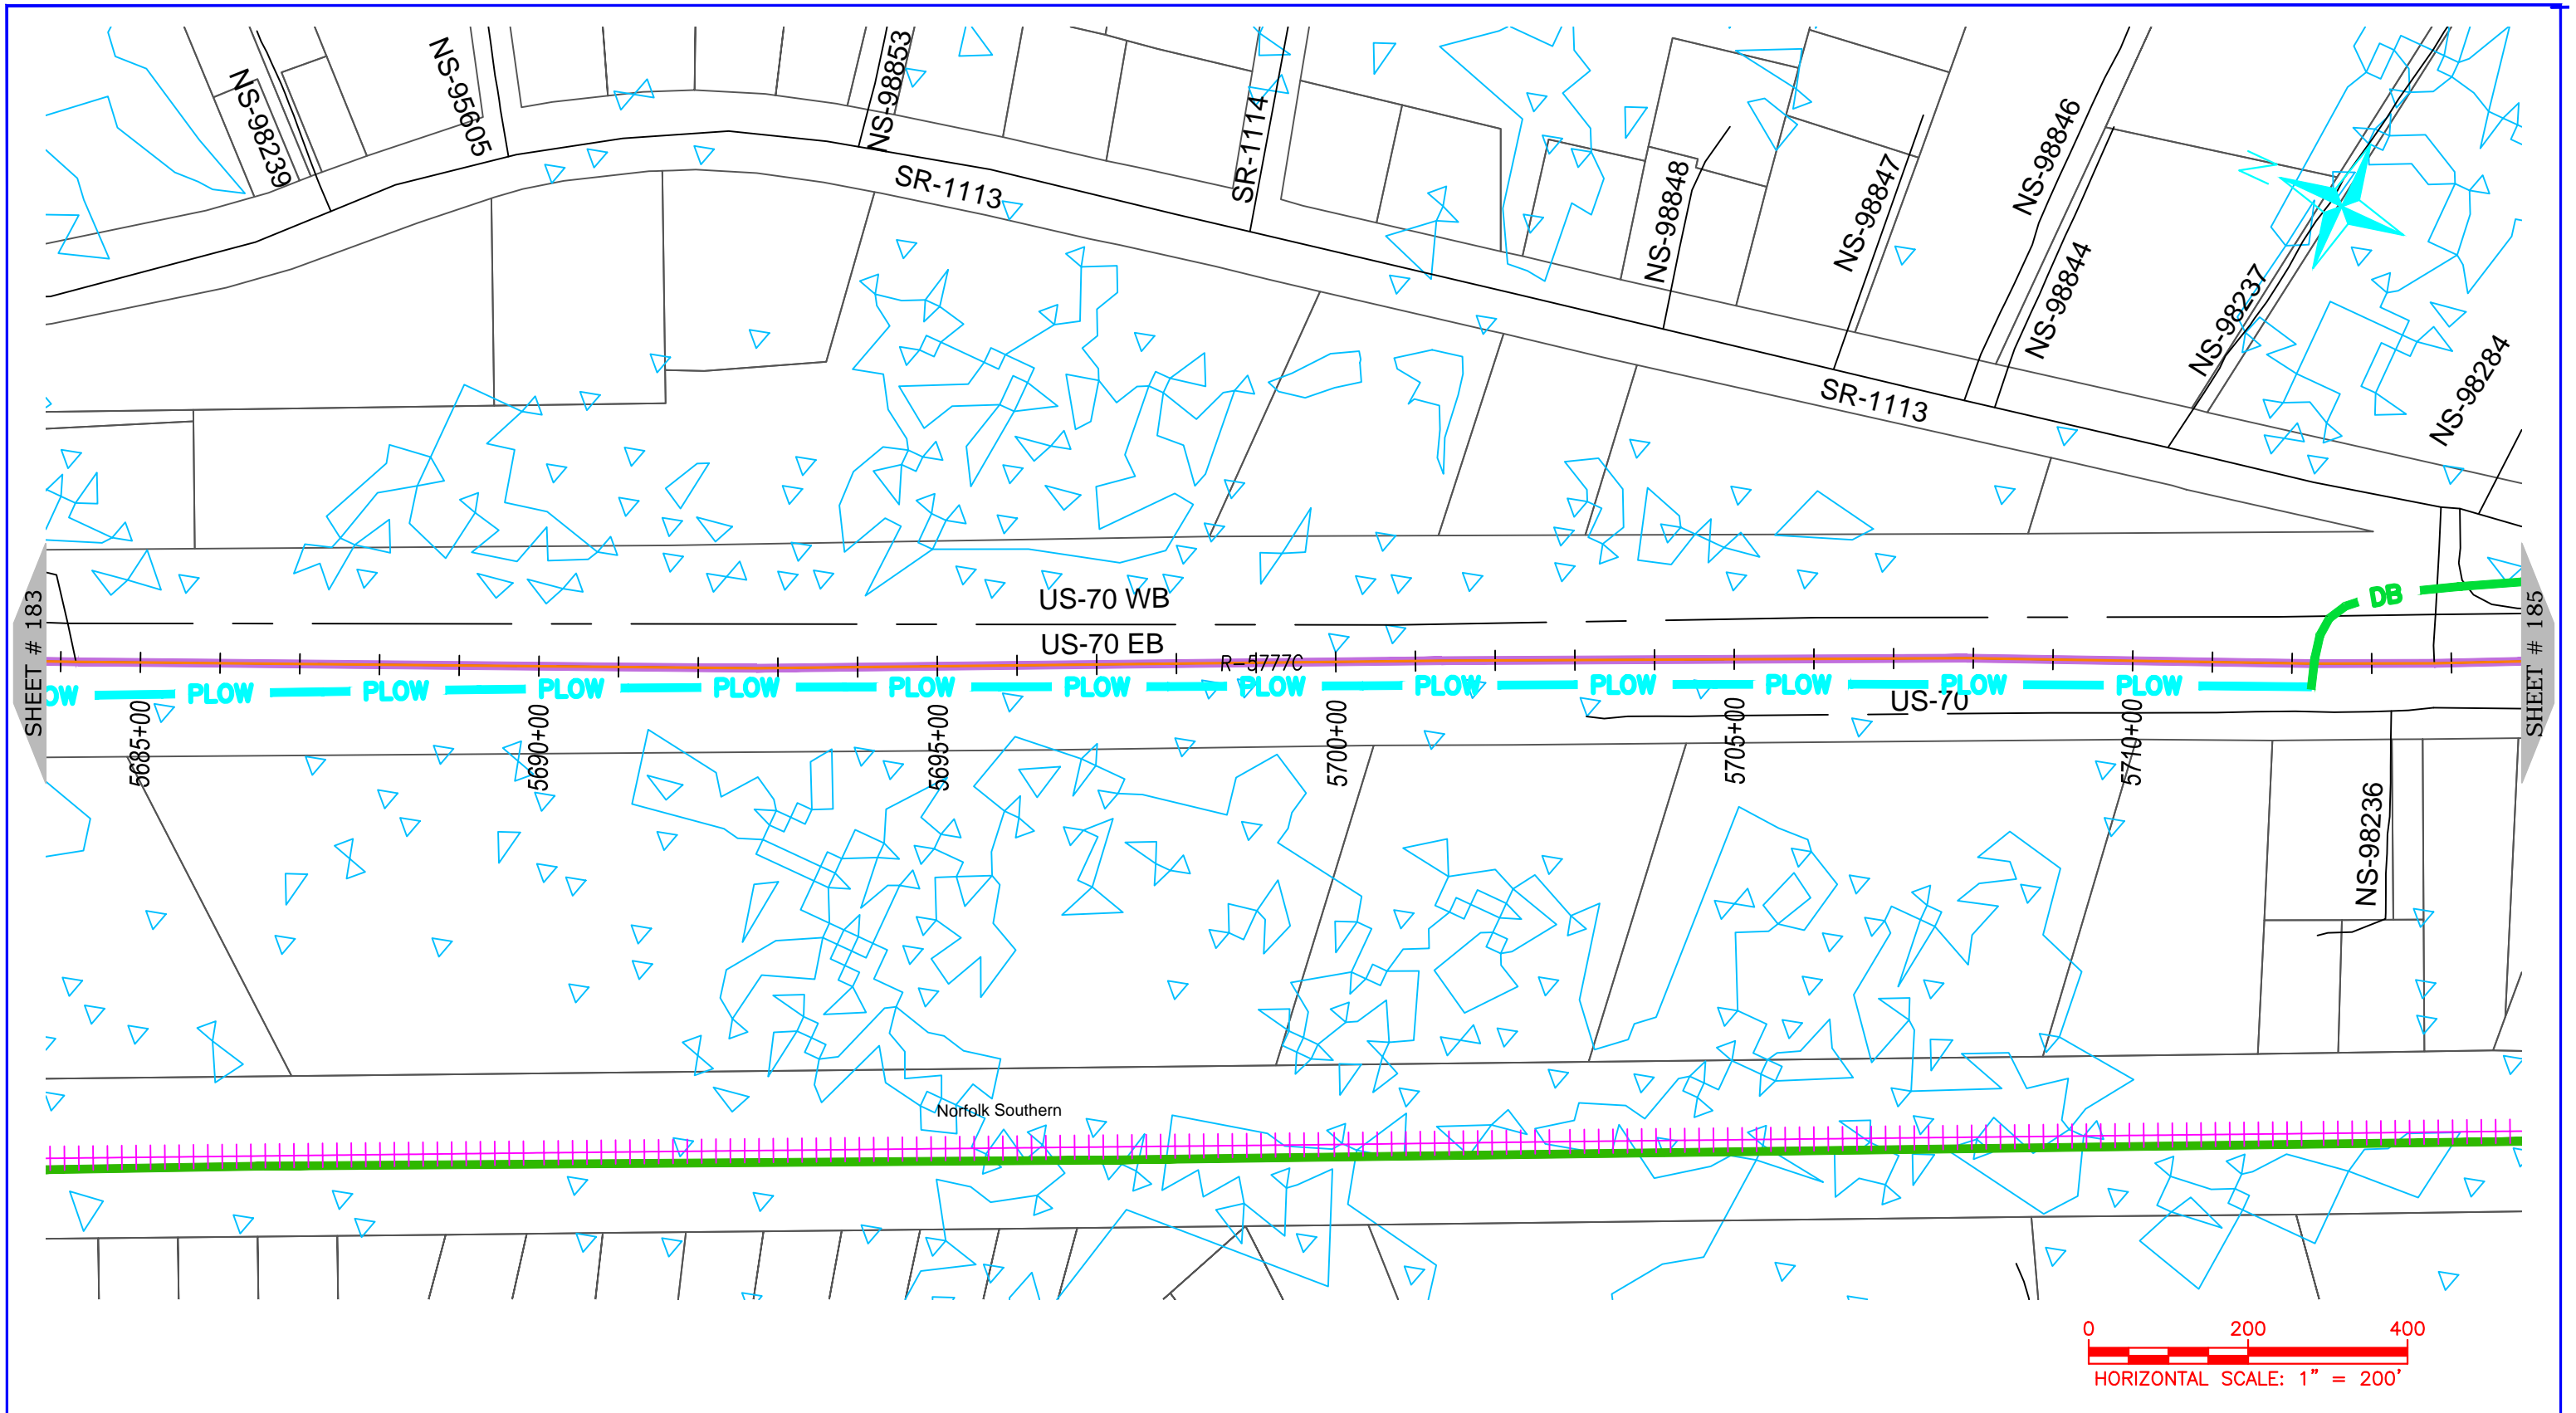 NS-98239
NS-95605
NS-98853
SR-1113
SR-1114
NS-98848
NS-98847
NS-98846
NS-98844
NS-98237
NS-98284
SR-1113
SHEET # 183
US-70 WB
US-70 EB
R-5777C
DB
SHEET # 185
OW PLOW PLOW PLOW PLOW PLOW PLOW PLOW PLOW PLOW PLOW PLOW PLOW
US-70
5685+00 5690+00 5695+00 5700+00 5705+00 5710+00
NS-98236
Norfolk Southern
0 200 400
HORIZONTAL SCALE: 1" = 200'